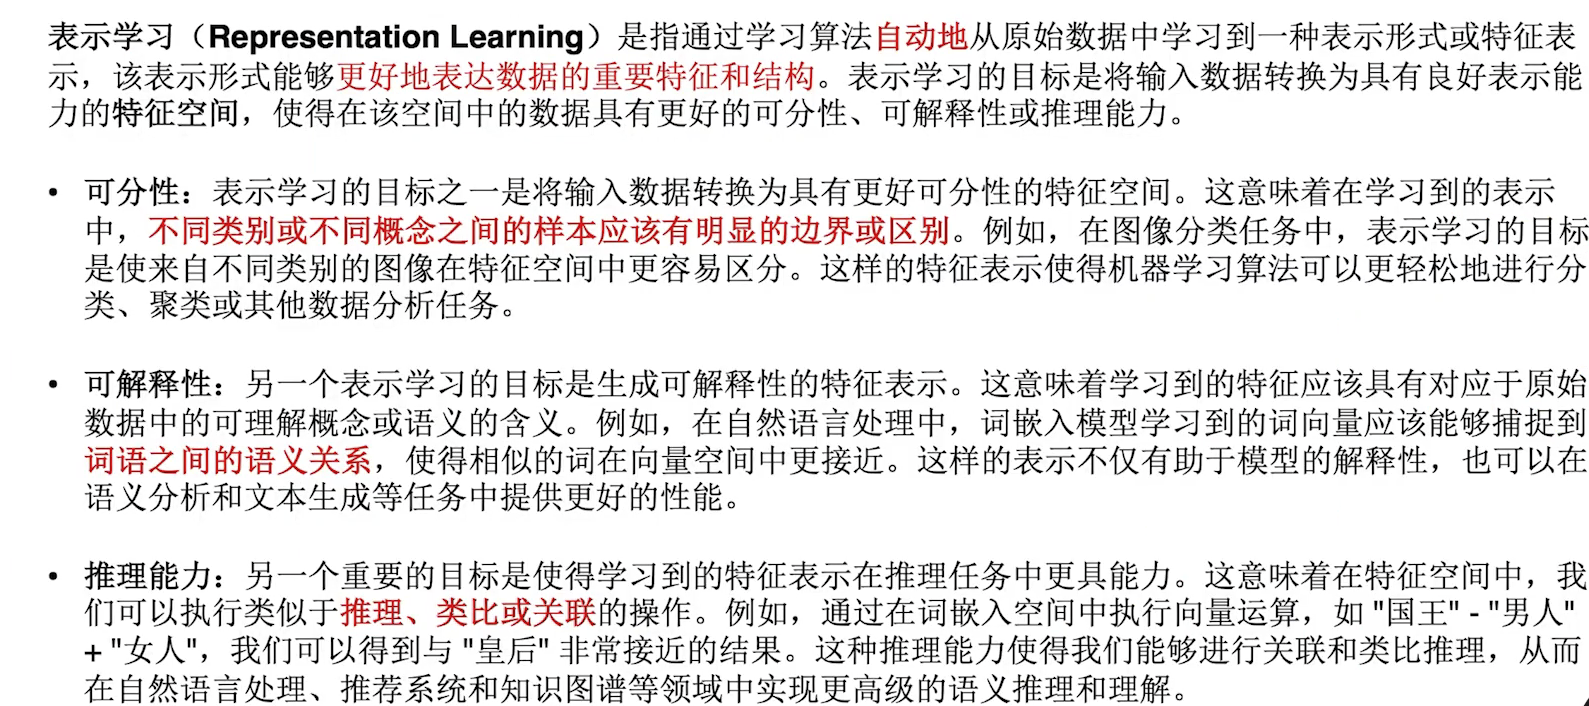 表示学习（Representation Learning）是指通过学习算法自动地从原始数据中学习到一种表示形式或特征表
示，该表示形式能够更好地表达数据的重要特征和结构。表示学习的目标是将输入数据转换为具有良好表示能
力的特征空间，使得在该空间中的数据具有更好的可分性、可解释性或推理能力。
• 可分性：表示学习的目标之一是将输入数据转换为具有更好可分性的特征空间。这意味着在学习到的表示
中，不同类别或不同概念之间的样本应该有明显的边界或区别。例如，在图像分类任务中，表示学习的目标
是使来自不同类别的图像在特征空间中更容易区分。这样的特征表示使得机器学习算法可以更轻松地进行分
类、聚类或其他数据分析任务。
• 可解释性：另一个表示学习的目标是生成可解释性的特征表示。这意味着学习到的特征应该具有对应于原始
数据中的可理解概念或语义的含义。例如，在自然语言处理中，词嵌入模型学习到的词向量应该能够捕捉到
词语之间的语义关系，使得相似的词在向量空间中更接近。这样的表示不仅有助于模型的解释性，也可以在
语义分析和文本生成等任务中提供更好的性能。
• 推理能力：另一个重要的目标是使得学习到的特征表示在推理任务中更具能力。这意味着在特征空间中，我
们可以执行类似于推理、类比或关联的操作。例如，通过在词嵌入空间中执行向量运算，如 "国王" - "男人"
+ "女人"，我们可以得到与 "皇后" 非常接近的结果。这种推理能力使得我们能够进行关联和类比推理，从而
在自然语言处理、推荐系统和知识图谱等领域中实现更高级的语义推理和理解。